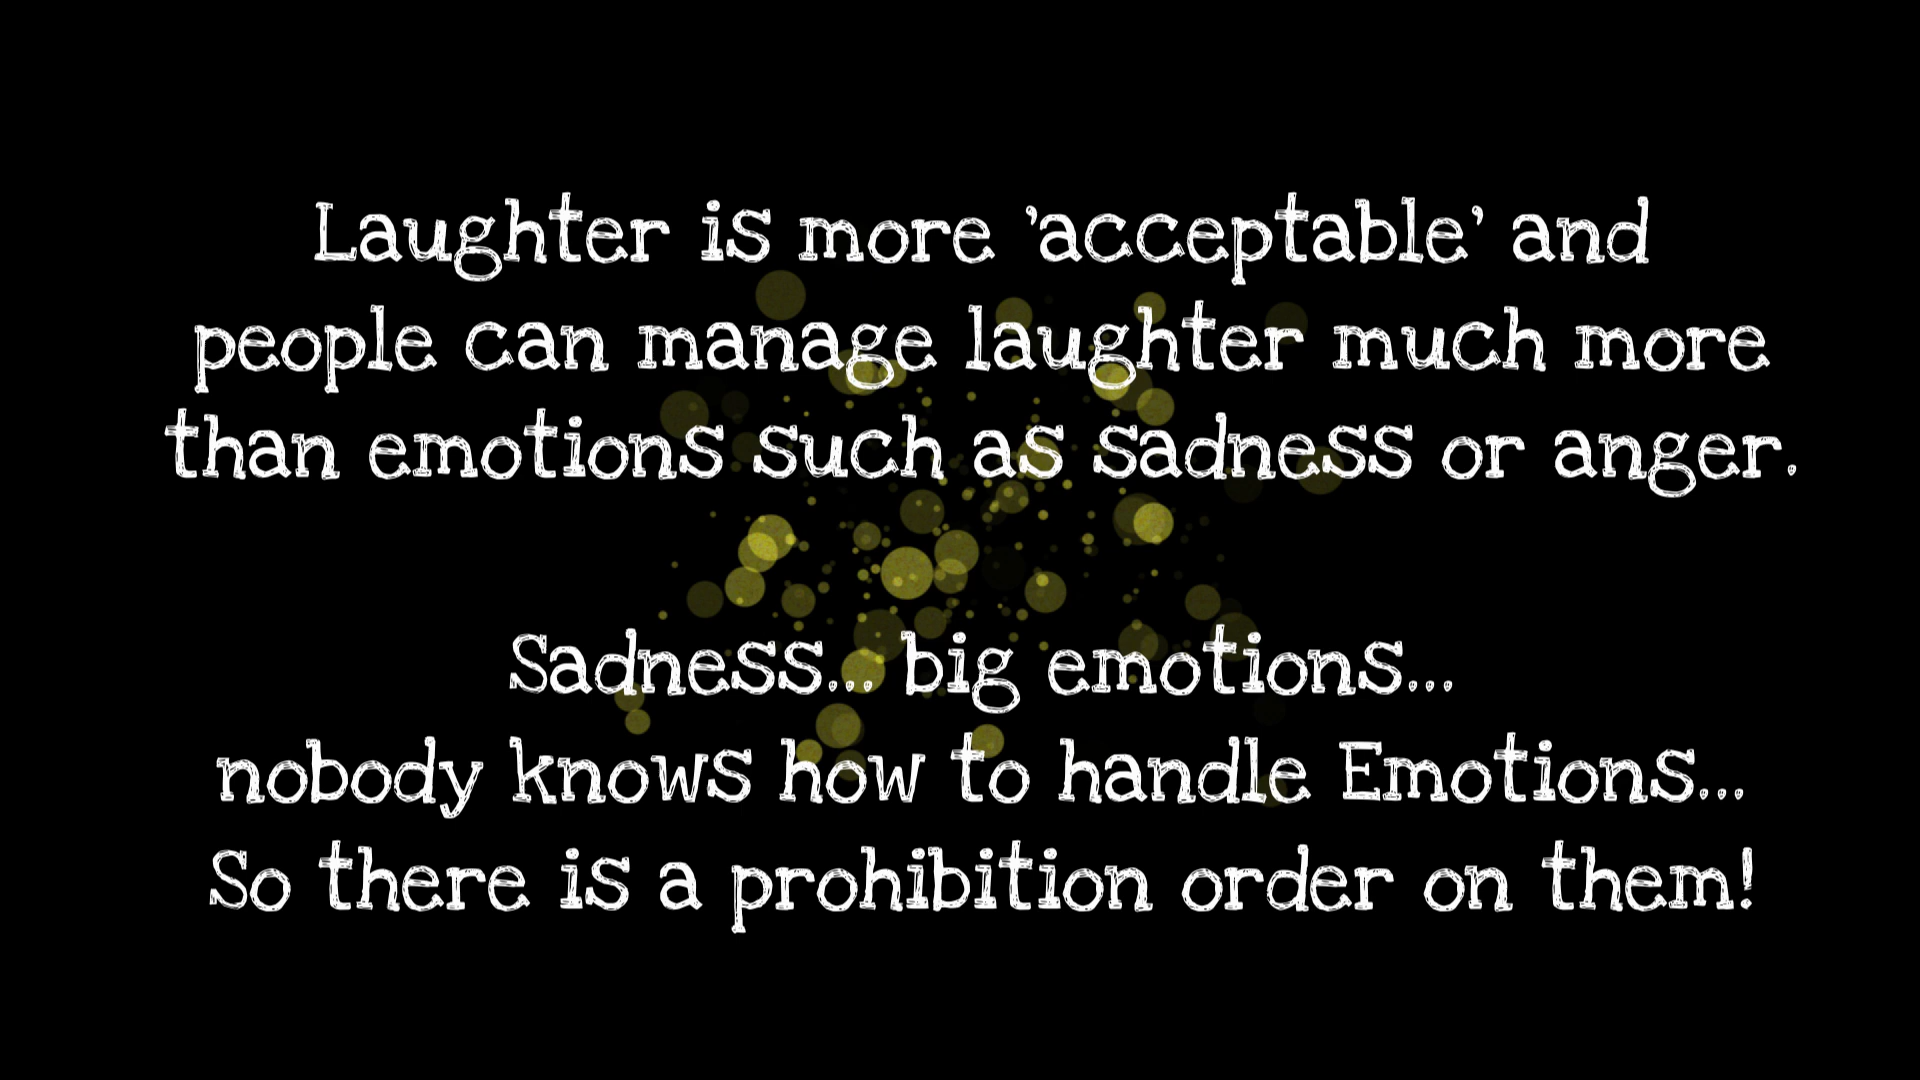 Laughter is more 'acceptable' and
people can manage laughter much more
than emotions such as sadness or anger.
Sadness... big emotions...
nobody knows how to handle Emotions...
So there is a prohibition order on them!